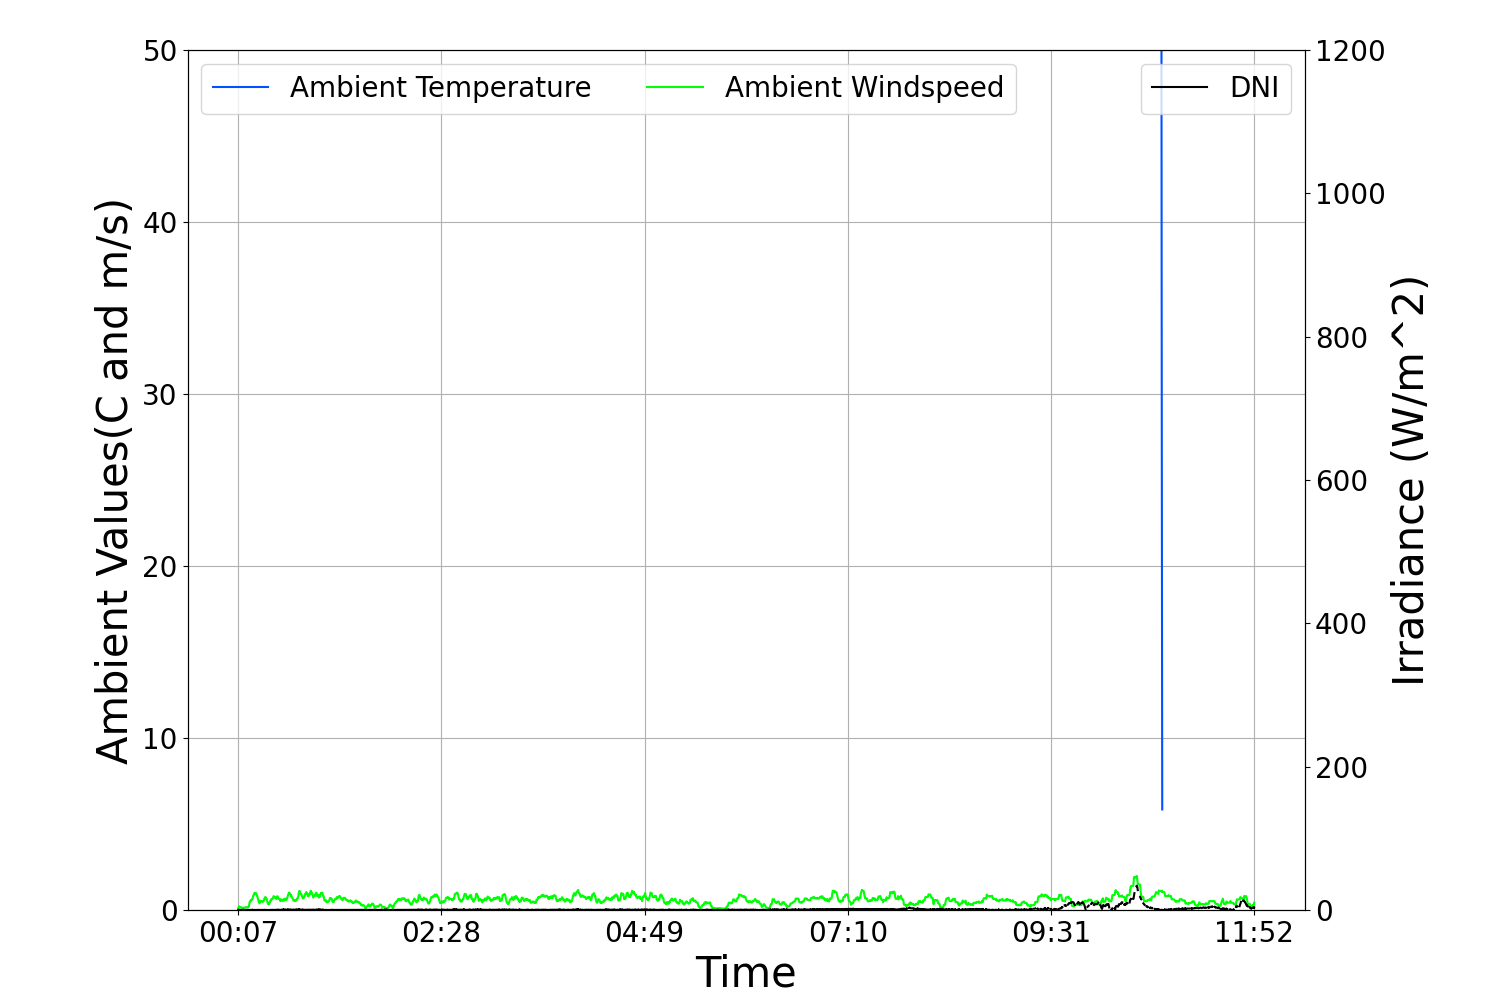 Ambient Temperature
Ambient Windspeed
DNI
50
40
30
20
10
0
Ambient Values(C and m/s)
1200
1000
800
600
400
200
0
Irradiance (W/m^2)
00:07 02:28 04:49 07:10 09:31 11:52
Time